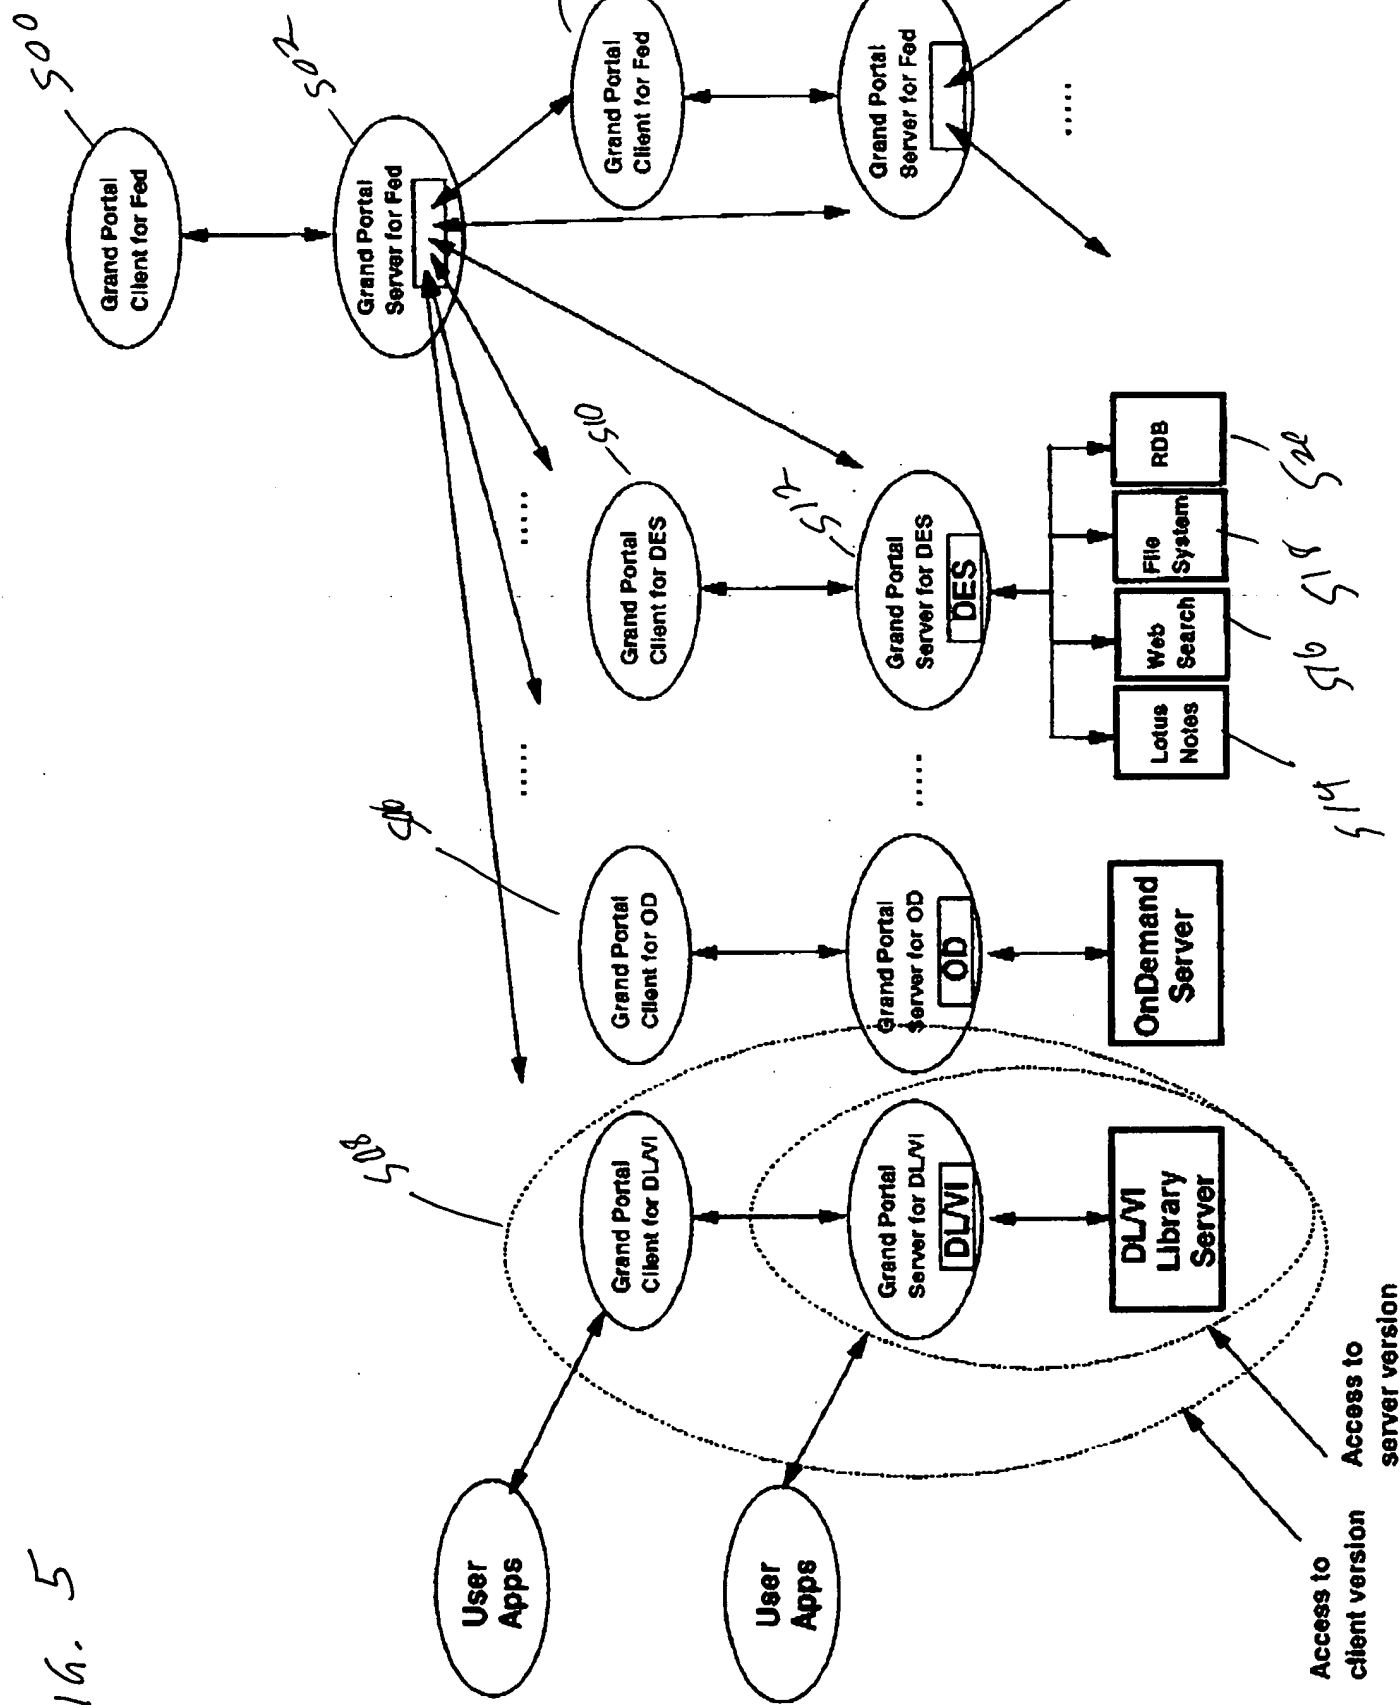 500
Grand Portal
Client for Fed
502
Grand Portal
Server for Fed
Grand Portal
Client for Fed
Grand Portal
Server for Fed
.....
.....
.....
508
510
Grand Portal
Client for DL/VI
Grand Portal
Client for OD
Grand Portal
Client for DES
User
Apps
512
Grand Portal
Server for DL/VI
DL/VI
Grand Portal
Server for OD
OD
.....
Grand Portal
Server for DES
DES
User
Apps
DL/VI
Library
Server
OnDemand
Server
Lotus
Notes
Web
Search
File
System
RDB
514
516
518
520
Access to
client version
Access to
server version
IG. 5